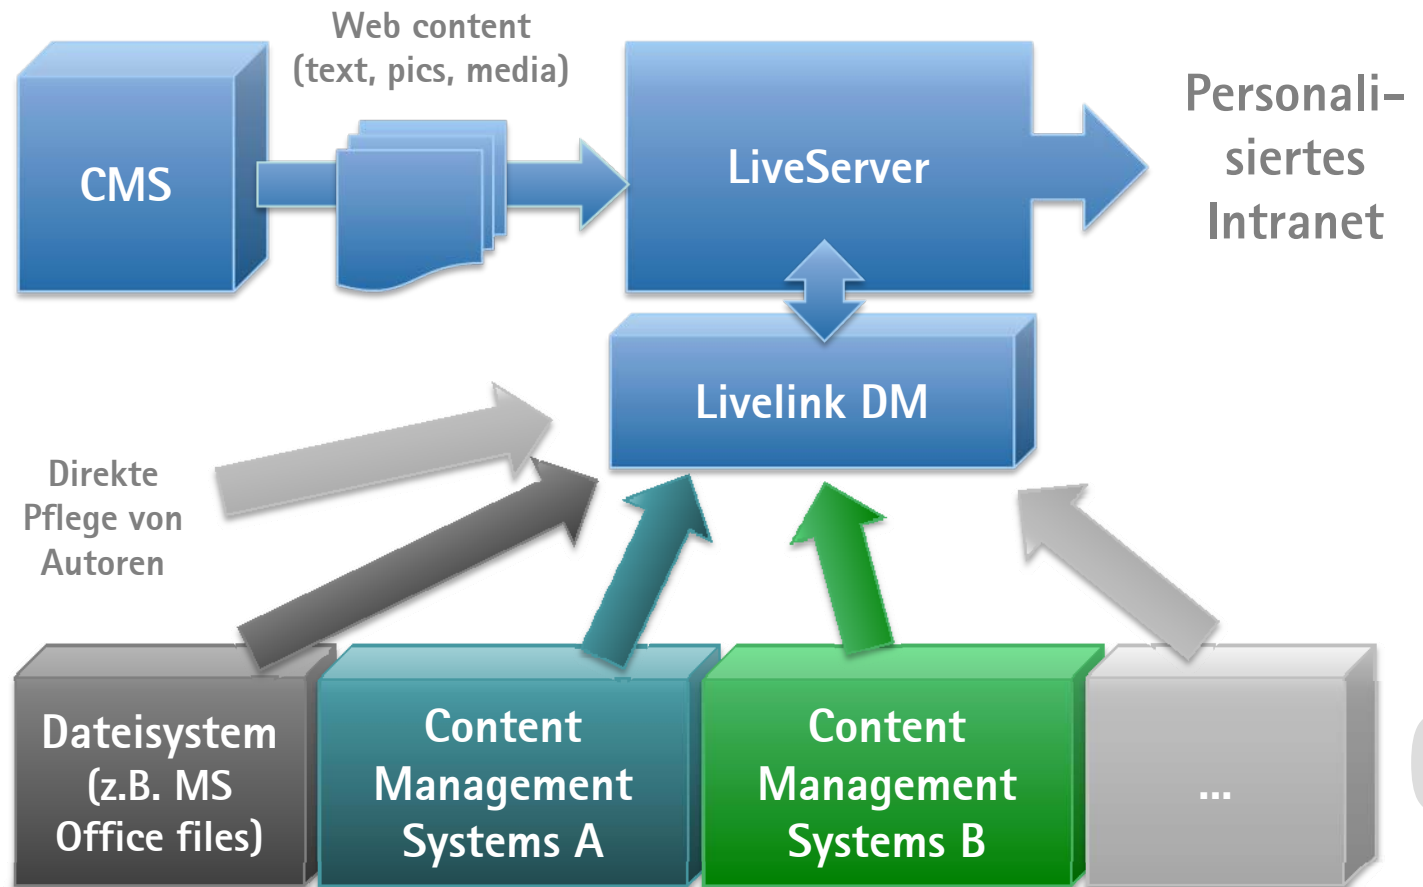 Web content
(text, pics, media)
CMS
LiveServer
Personali-
siertes
Intranet
Livelink DM
Direkte
Pflege von
Autoren
Dateisystem
(z.B. MS
Office files)
Content
Management
Systems A
Content
Management
Systems B
...